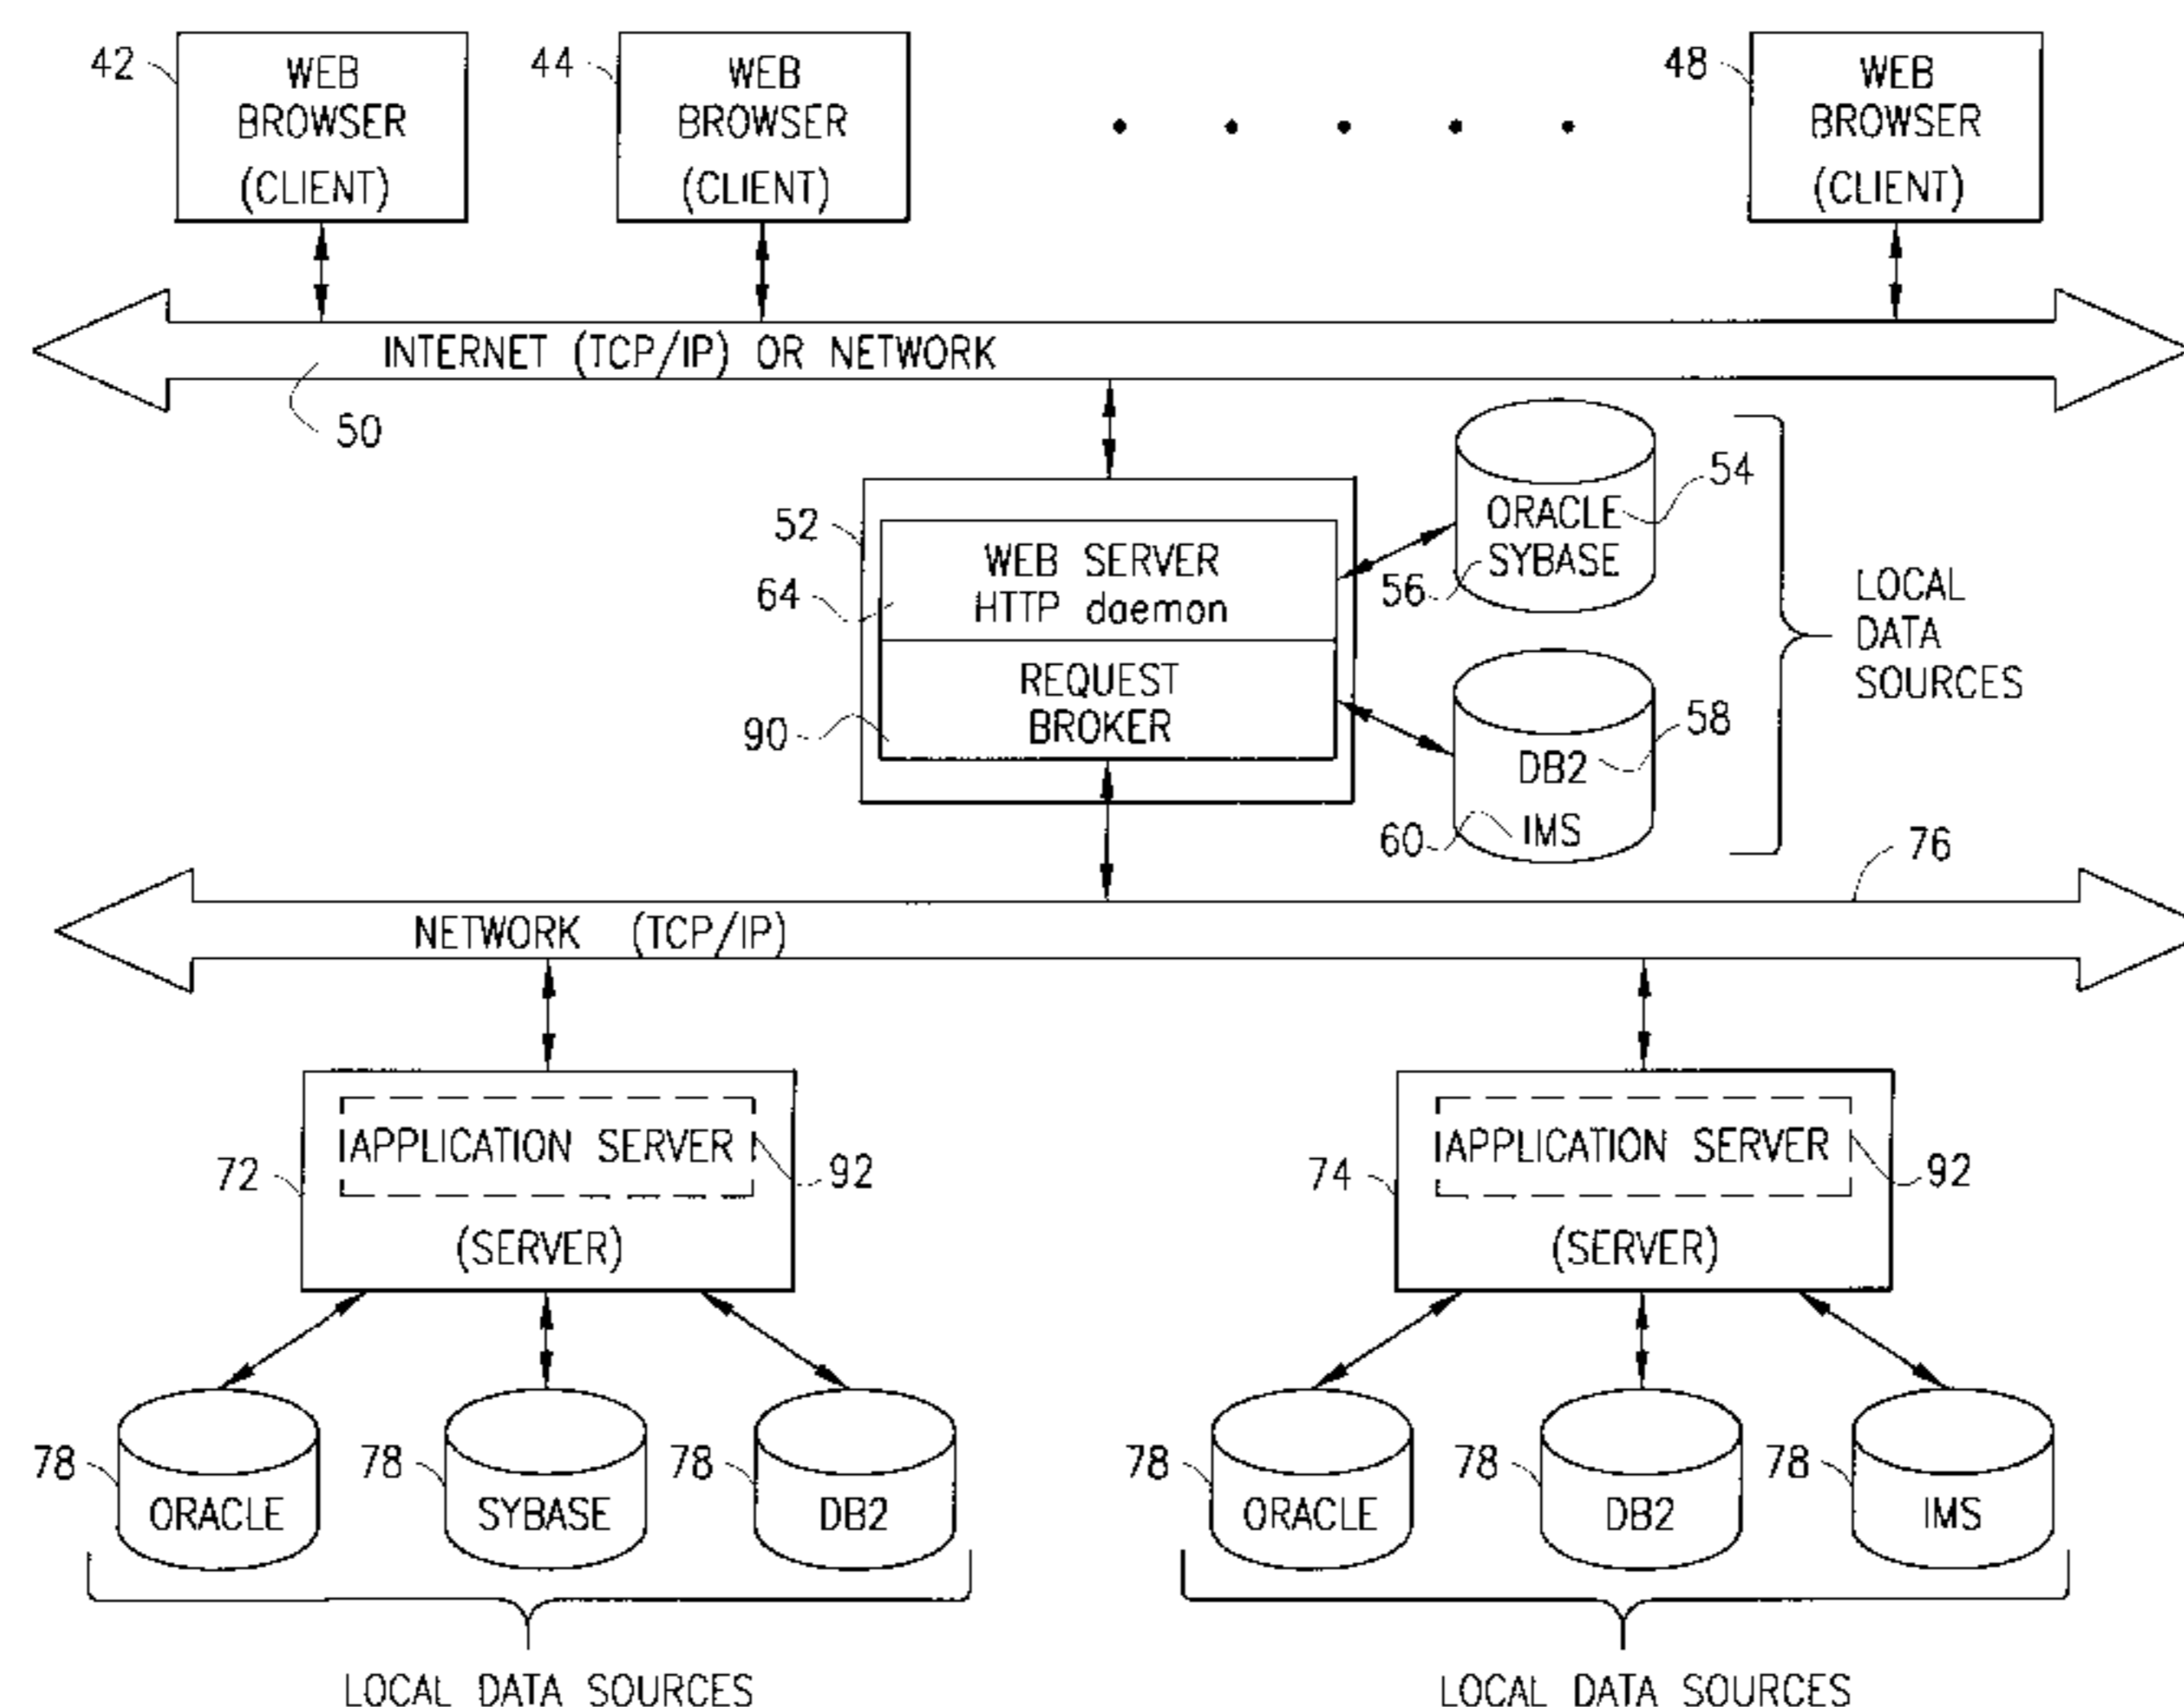 42
WEB
BROWSER
(CLIENT)
44
WEB
BROWSER
(CLIENT)
48
WEB
BROWSER
(CLIENT)
INTERNET (TCP/IP) OR NETWORK
50
52
WEB SERVER
64
HTTP daemon
REQUEST
90
BROKER
ORACLE
54
56
SYBASE
DB2
58
60
IMS
LOCAL
DATA
SOURCES
76
NETWORK (TCP/IP)
72
APPLICATION SERVER
92
(SERVER)
74
APPLICATION SERVER
92
(SERVER)
78
ORACLE
78
SYBASE
78
DB2
78
ORACLE
78
DB2
78
IMS
LOCAL DATA SOURCES
LOCAL DATA SOURCES